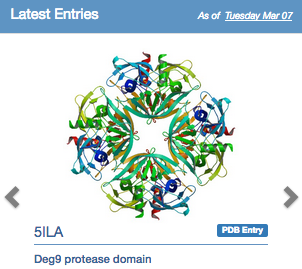 Latest Entries As of Tuesday Mar 07
5ILA PDB Entry
Deg9 protease domain